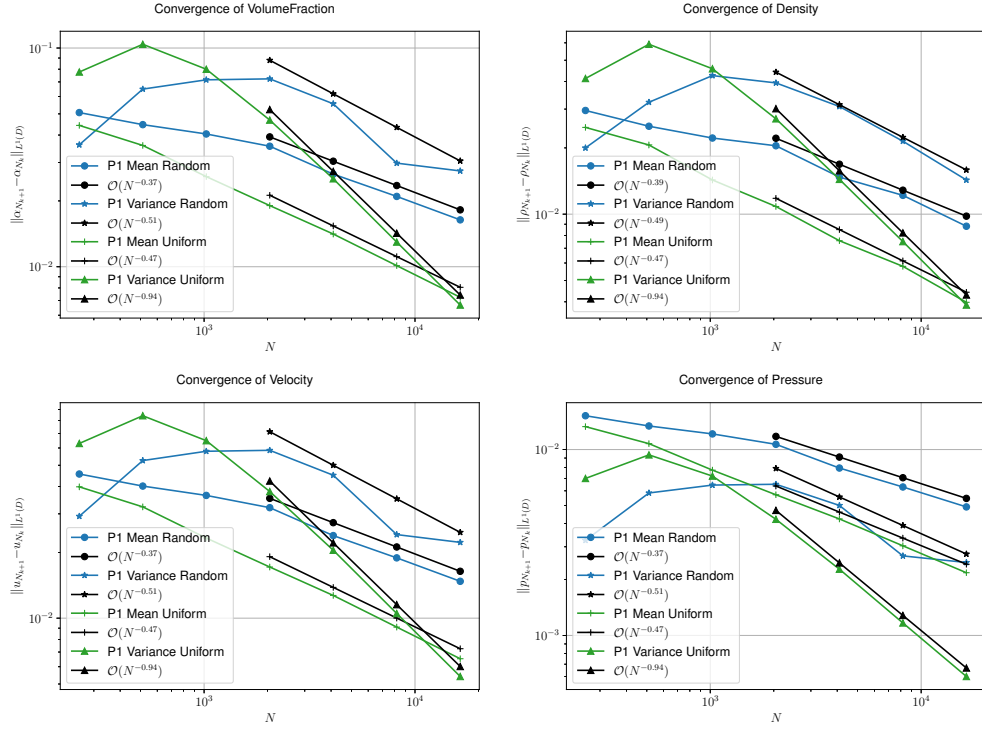 Convergence of VolumeFraction
||α_{N_{k+1}} − α_{N_k}||_{L^1(D)}
10^{-1}
10^{-2}
P1 Mean Random
O(N^{-0.37})
P1 Variance Random
O(N^{-0.51})
P1 Mean Uniform
O(N^{-0.47})
P1 Variance Uniform
O(N^{-0.94})
10^3
10^4
N
Convergence of Density
||ρ_{N_{k+1}} − ρ_{N_k}||_{L^1(D)}
10^{-2}
P1 Mean Random
O(N^{-0.39})
P1 Variance Random
O(N^{-0.49})
P1 Mean Uniform
O(N^{-0.47})
P1 Variance Uniform
O(N^{-0.94})
10^3
10^4
N
Convergence of Velocity
||u_{N_{k+1}} − u_{N_k}||_{L^1(D)}
10^{-2}
P1 Mean Random
O(N^{-0.37})
P1 Variance Random
O(N^{-0.51})
P1 Mean Uniform
O(N^{-0.47})
P1 Variance Uniform
O(N^{-0.94})
10^3
10^4
N
Convergence of Pressure
||p_{N_{k+1}} − p_{N_k}||_{L^1(D)}
10^{-2}
10^{-3}
P1 Mean Random
O(N^{-0.37})
P1 Variance Random
O(N^{-0.51})
P1 Mean Uniform
O(N^{-0.47})
P1 Variance Uniform
O(N^{-0.94})
10^3
10^4
N